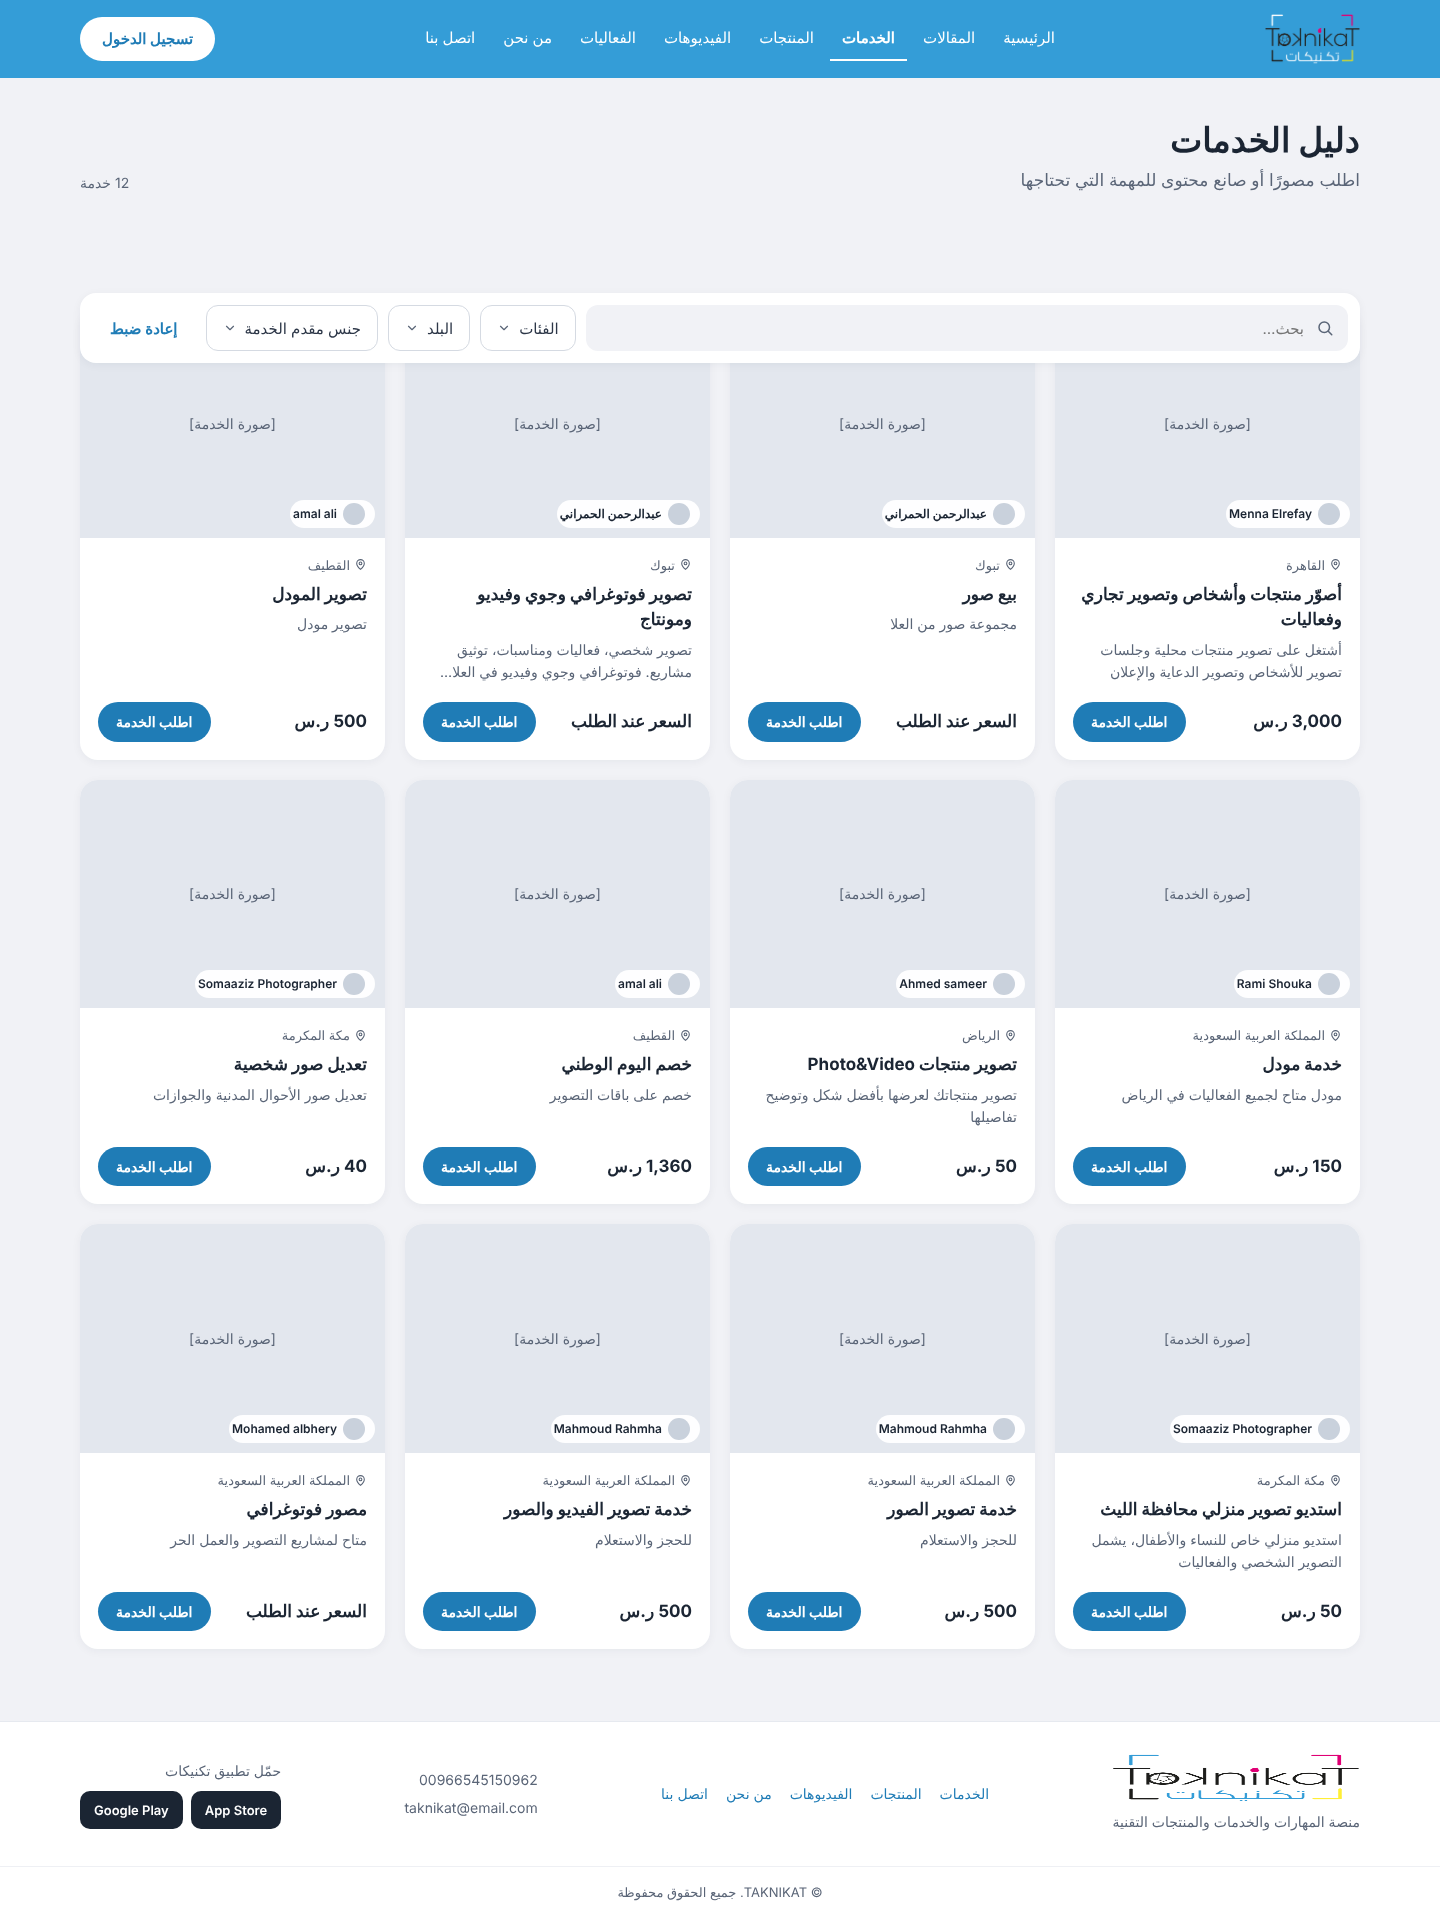 TaknikaT
تكنيكات
الرئيسية
المقالات
الخدمات
المنتجات
الفيديوهات
الفعاليات
من نحن
اتصل بنا
تسجيل الدخول
دليل الخدمات
اطلب مصورًا أو صانع محتوى للمهمة التي تحتاجها
12 خدمة
بحث...
الفئات
البلد
جنس مقدم الخدمة
إعادة ضبط
[صورة الخدمة]
Menna Elrefay
القاهرة
أصوّر منتجات وأشخاص وتصوير تجاري
وفعاليات
أشتغل على تصوير منتجات محلية وجلسات
تصوير للأشخاص وتصوير الدعاية والإعلان
3,000 ر.س
اطلب الخدمة
[صورة الخدمة]
عبدالرحمن الحمراني
تبوك
بيع صور
مجموعة صور من العلا
السعر عند الطلب
اطلب الخدمة
[صورة الخدمة]
عبدالرحمن الحمراني
تبوك
تصوير فوتوغرافي وجوي وفيديو
ومونتاج
تصوير شخصي، فعاليات ومناسبات، توثيق
مشاريع. فوتوغرافي وجوي وفيديو في العلا...
السعر عند الطلب
اطلب الخدمة
[صورة الخدمة]
amal ali
القطيف
تصوير المودل
تصوير مودل
500 ر.س
اطلب الخدمة
[صورة الخدمة]
Rami Shouka
المملكة العربية السعودية
خدمة مودل
مودل متاح لجميع الفعاليات في الرياض
150 ر.س
اطلب الخدمة
[صورة الخدمة]
Ahmed sameer
الرياض
تصوير منتجات Photo&Video
تصوير منتجاتك لعرضها بأفضل شكل وتوضيح
تفاصيلها
50 ر.س
اطلب الخدمة
[صورة الخدمة]
amal ali
القطيف
خصم اليوم الوطني
خصم على باقات التصوير
1,360 ر.س
اطلب الخدمة
[صورة الخدمة]
Somaaziz Photographer
مكة المكرمة
تعديل صور شخصية
تعديل صور الأحوال المدنية والجوازات
40 ر.س
اطلب الخدمة
[صورة الخدمة]
Somaaziz Photographer
مكة المكرمة
استديو تصوير منزلي محافظة الليث
استديو منزلي خاص للنساء والأطفال، يشمل
التصوير الشخصي والفعاليات
50 ر.س
اطلب الخدمة
[صورة الخدمة]
Mahmoud Rahmha
المملكة العربية السعودية
خدمة تصوير الصور
للحجز والاستعلام
500 ر.س
اطلب الخدمة
[صورة الخدمة]
Mahmoud Rahmha
المملكة العربية السعودية
خدمة تصوير الفيديو والصور
للحجز والاستعلام
500 ر.س
اطلب الخدمة
[صورة الخدمة]
Mohamed albhery
المملكة العربية السعودية
مصور فوتوغرافي
متاح لمشاريع التصوير والعمل الحر
السعر عند الطلب
اطلب الخدمة
TaknikaT
تكنيكات
منصة المهارات والخدمات والمنتجات التقنية
الخدمات
المنتجات
الفيديوهات
من نحن
اتصل بنا
00966545150962
taknikat@email.com
حمّل تطبيق تكنيكات
App Store
Google Play
© TAKNIKAT. جميع الحقوق محفوظة